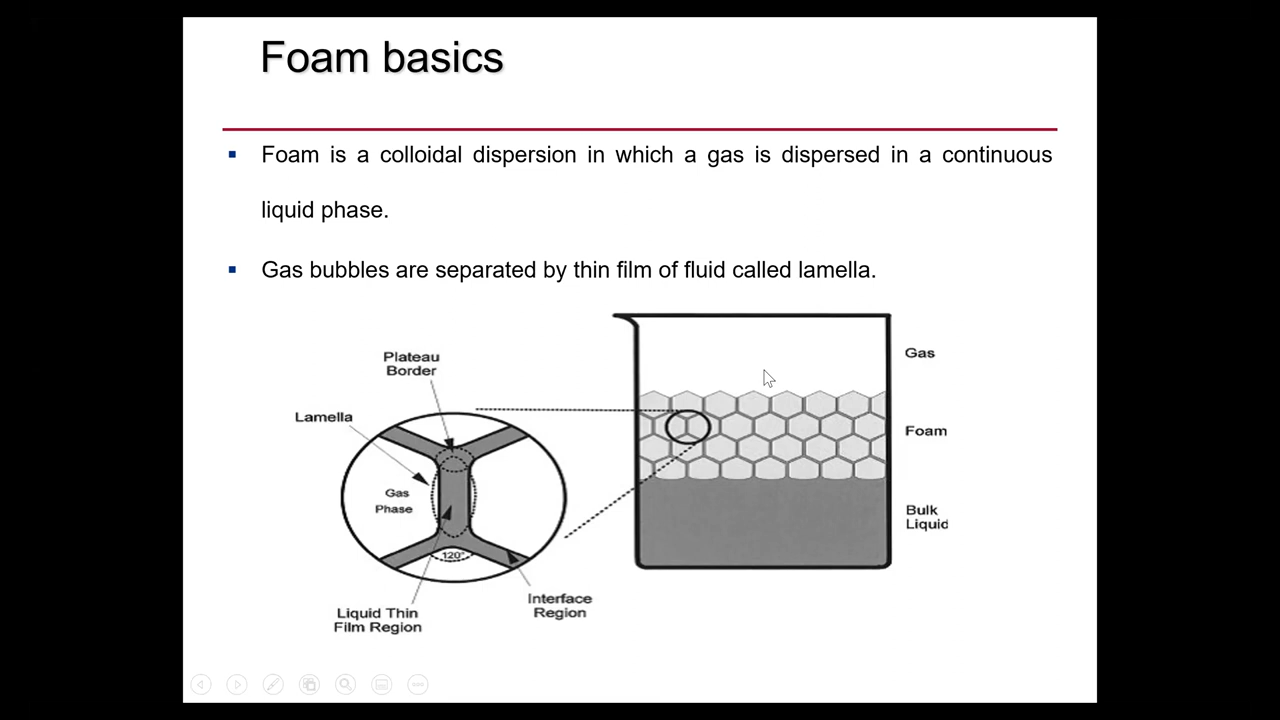 Foam basics
Foam is a colloidal dispersion in which a gas is dispersed in a continuous
liquid phase.
Gas bubbles are separated by thin film of fluid called lamella.
Plateau
Border
Lamella
Gas
Phase
120°
Liquid Thin
Film Region
Interface
Region
Gas
Foam
Bulk
Liquid